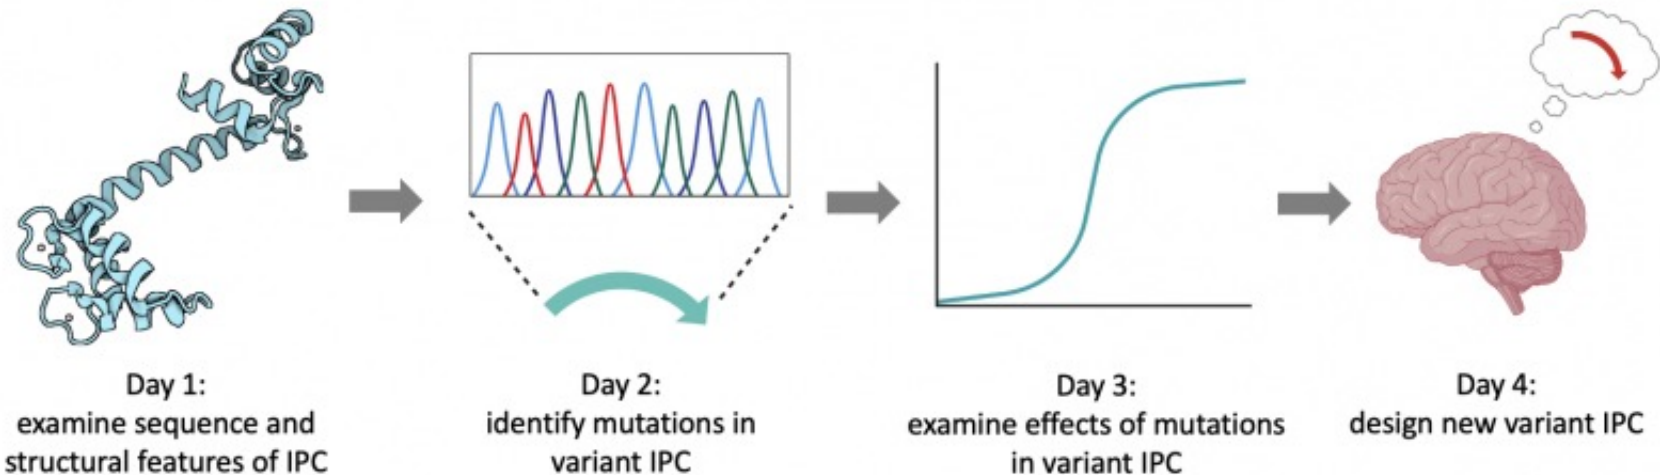 Day 1:
examine sequence and
structural features of IPC
Day 2:
identify mutations in
variant IPC
Day 3:
examine effects of mutations
in variant IPC
Day 4:
design new variant IPC